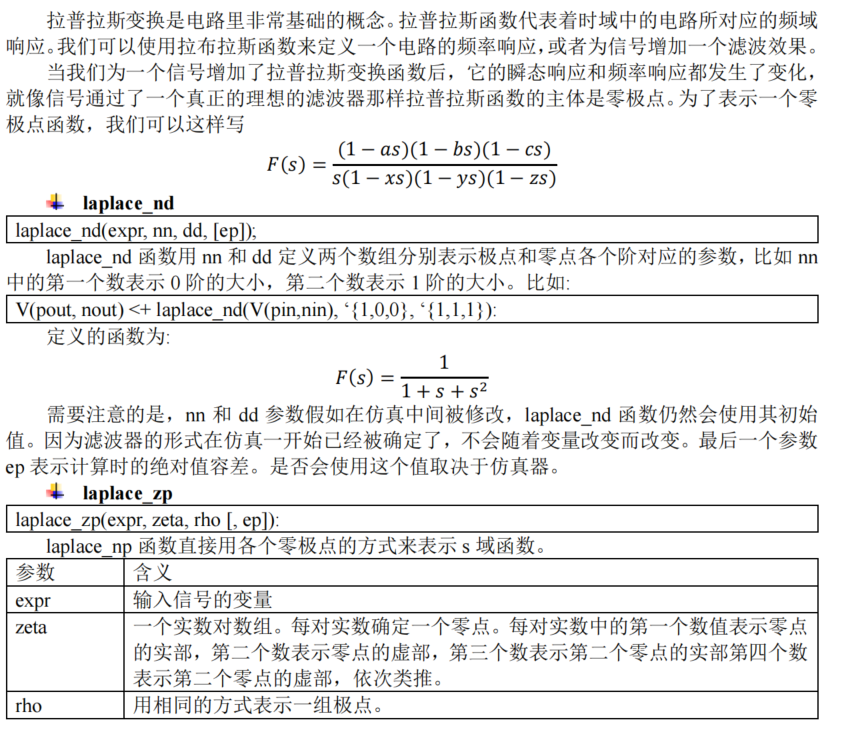 拉普拉斯变换是电路里非常基础的概念。拉普拉斯函数代表着时域中的电路所对应的频域
响应。我们可以使用拉布拉斯函数来定义一个电路的频率响应，或者为信号增加一个滤波效果。
当我们为一个信号增加了拉普拉斯变换函数后，它的瞬态响应和频率响应都发生了变化，
就像信号通过了一个真正的理想的滤波器那样拉普拉斯函数的主体是零极点。为了表示一个零
极点函数，我们可以这样写
F(s) = (1 − as)(1 − bs)(1 − cs) / s(1 − xs)(1 − ys)(1 − zs)
laplace_nd
laplace_nd(expr, nn, dd, [ep]);
laplace_nd 函数用 nn 和 dd 定义两个数组分别表示极点和零点各个阶对应的参数，比如 nn
中的第一个数表示 0 阶的大小，第二个数表示 1 阶的大小。比如:
V(pout, nout) <+ laplace_nd(V(pin,nin), ‘{1,0,0}, ‘{1,1,1}):
定义的函数为:
F(s) = 1 / 1 + s + s²
需要注意的是，nn 和 dd 参数假如在仿真中间被修改，laplace_nd 函数仍然会使用其初始
值。因为滤波器的形式在仿真一开始已经被确定了，不会随着变量改变而改变。最后一个参数
ep 表示计算时的绝对值容差。是否会使用这个值取决于仿真器。
laplace_zp
laplace_zp(expr, zeta, rho [, ep]):
laplace_np 函数直接用各个零极点的方式来表示 s 域函数。
参数 含义
expr 输入信号的变量
zeta 一个实数对数组。每对实数确定一个零点。每对实数中的第一个数值表示零点
的实部，第二个数表示零点的虚部，第三个数表示第二个零点的实部第四个数
表示第二个零点的虚部，依次类推。
rho 用相同的方式表示一组极点。